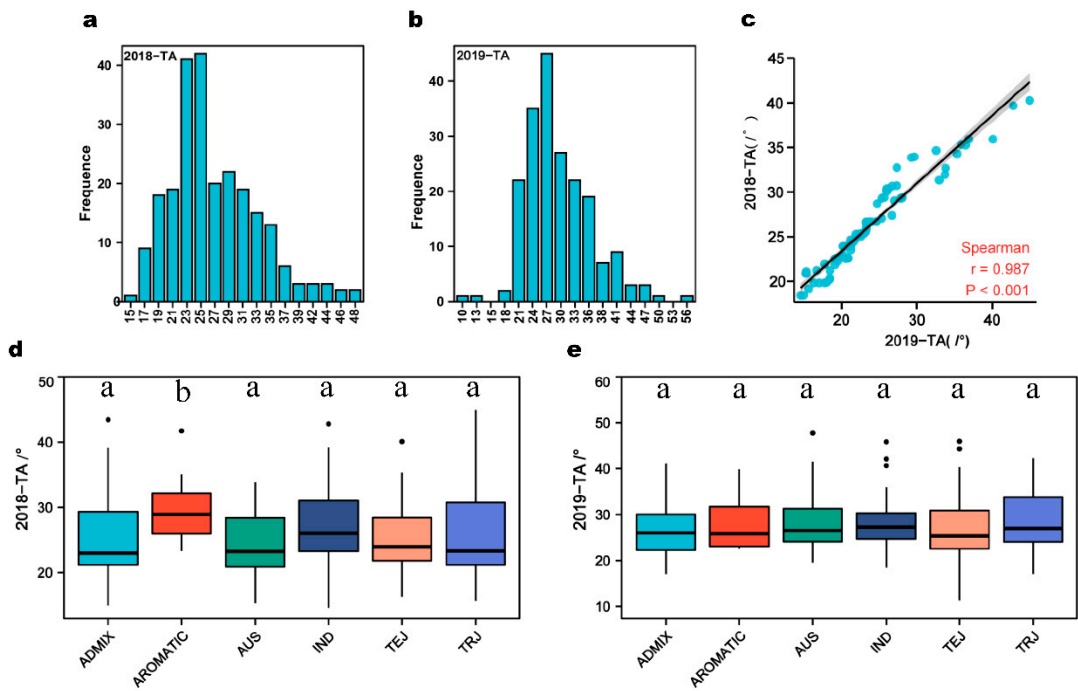 a
2018-TA
Frequence
40
30
20
10
0
15 17 19 21 23 25 27 29 31 33 35 37 39 42 44 46 48
b
2019-TA
Frequence
40
30
20
10
0
10 13 15 18 21 24 27 30 33 36 38 41 44 47 50 53 56
c
2018-TA(/°)
45
40
35
30
25
20
Spearman
r = 0.987
P < 0.001
20 30 40
2019-TA(/°)
d
2018-TA /°
50
40
30
20
a b a a a a
ADMIX AROMATIC AUS IND TEJ TRJ
e
2019-TA /°
60
50
40
30
20
10
a a a a a a
ADMIX AROMATIC AUS IND TEJ TRJ